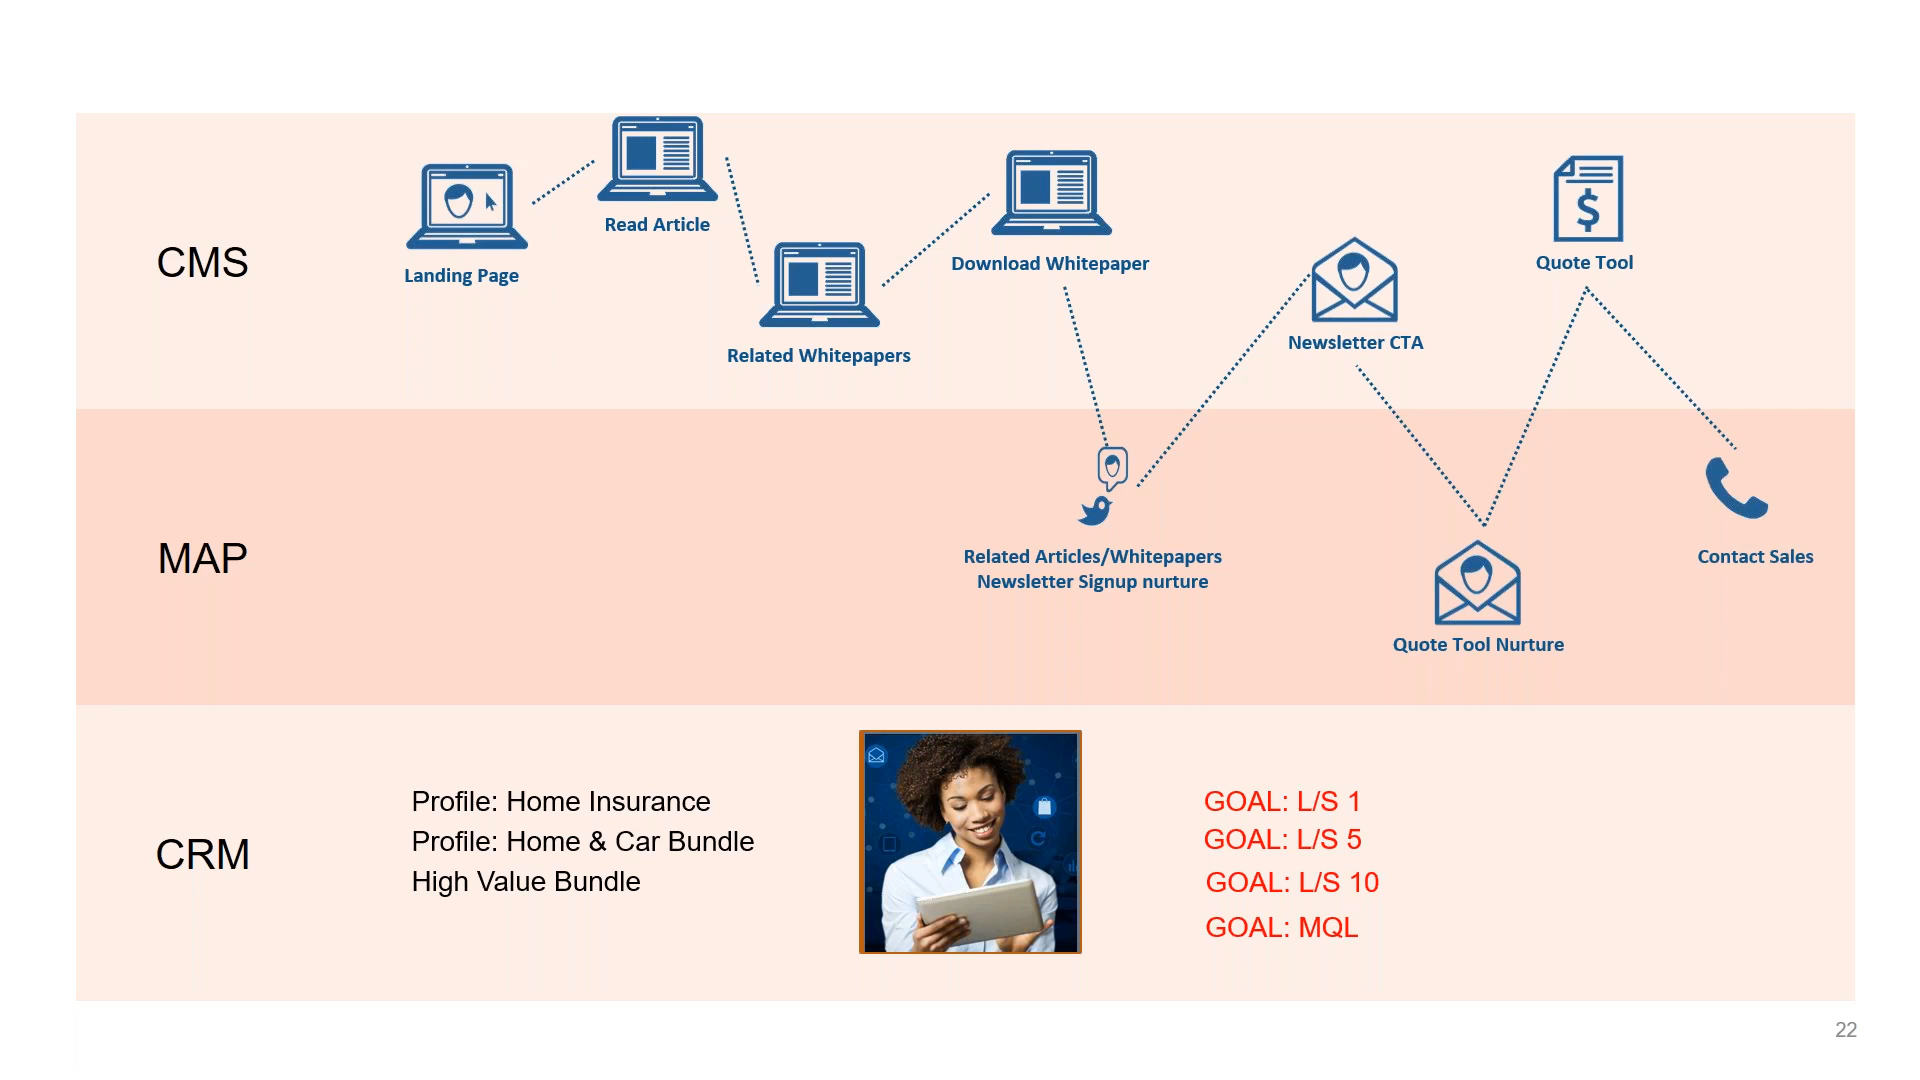 CMS
Landing Page
Read Article
Related Whitepapers
Download Whitepaper
Newsletter CTA
Quote Tool
MAP
Related Articles/Whitepapers
Newsletter Signup nurture
Quote Tool Nurture
Contact Sales
CRM
Profile: Home Insurance
Profile: Home & Car Bundle
High Value Bundle
GOAL: L/S 1
GOAL: L/S 5
GOAL: L/S 10
GOAL: MQL
22